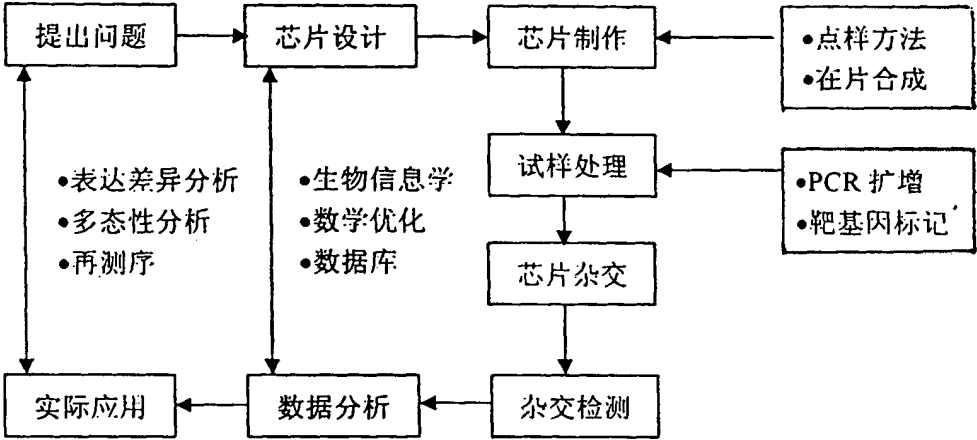 提出问题
芯片设计
芯片制作
•点样方法
•在片合成
试样处理
•PCR 扩增
•靶基因标记
•表达差异分析
•多态性分析
•再测序
•生物信息学
•数学优化
•数据库
芯片杂交
实际应用
数据分析
杂交检测